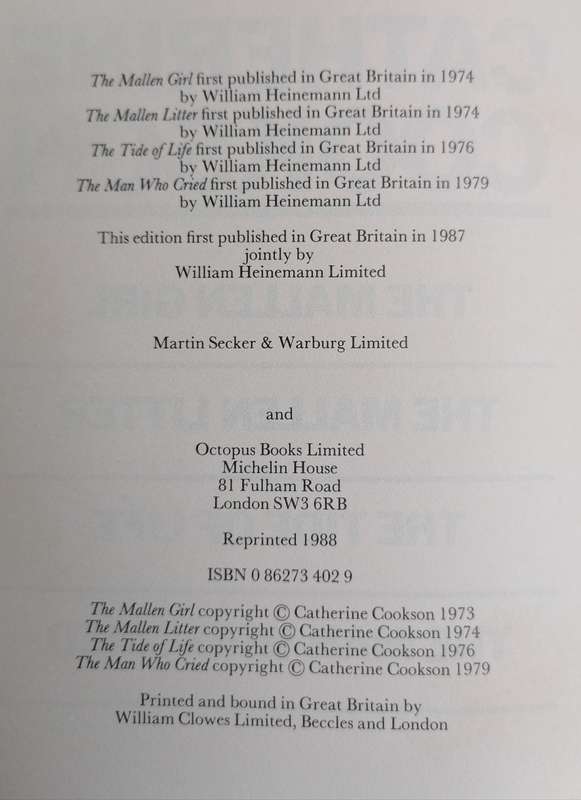 The Mallen Girl first published in Great Britain in 1974
by William Heinemann Ltd
The Mallen Litter first published in Great Britain in 1974
by William Heinemann Ltd
The Tide of Life first published in Great Britain in 1976
by William Heinemann Ltd
The Man Who Cried first published in Great Britain in 1979
by William Heinemann Ltd
This edition first published in Great Britain in 1987
jointly by
William Heinemann Limited
Martin Secker & Warburg Limited
and
Octopus Books Limited
Michelin House
81 Fulham Road
London SW3 6RB
Reprinted 1988
ISBN 0 86273 402 9
The Mallen Girl copyright © Catherine Cookson 1973
The Mallen Litter copyright © Catherine Cookson 1974
The Tide of Life copyright © Catherine Cookson 1976
The Man Who Cried copyright © Catherine Cookson 1979
Printed and bound in Great Britain by
William Clowes Limited, Beccles and London